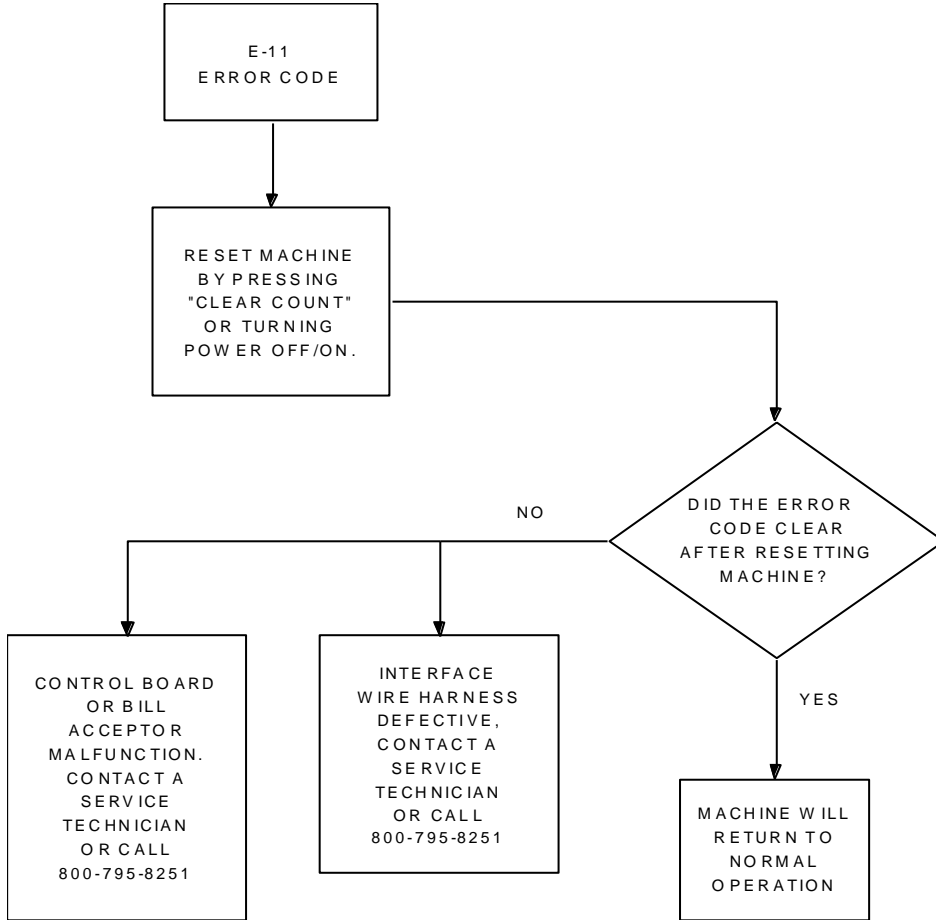 E-11
ERROR CODE
RESET MACHINE
BY PRESSING
"CLEAR COUNT"
OR TURNING
POWER OFF/ON.
DID THE ERROR
CODE CLEAR
AFTER RESETTING
MACHINE?
NO
YES
CONTROL BOARD
OR BILL
ACCEPTOR
MALFUNCTION.
CONTACT A
SERVICE
TECHNICIAN
OR CALL
800-795-8251
INTERFACE
WIRE HARNESS
DEFECTIVE,
CONTACT A
SERVICE
TECHNICIAN
OR CALL
800-795-8251
MACHINE WILL
RETURN TO
NORMAL
OPERATION